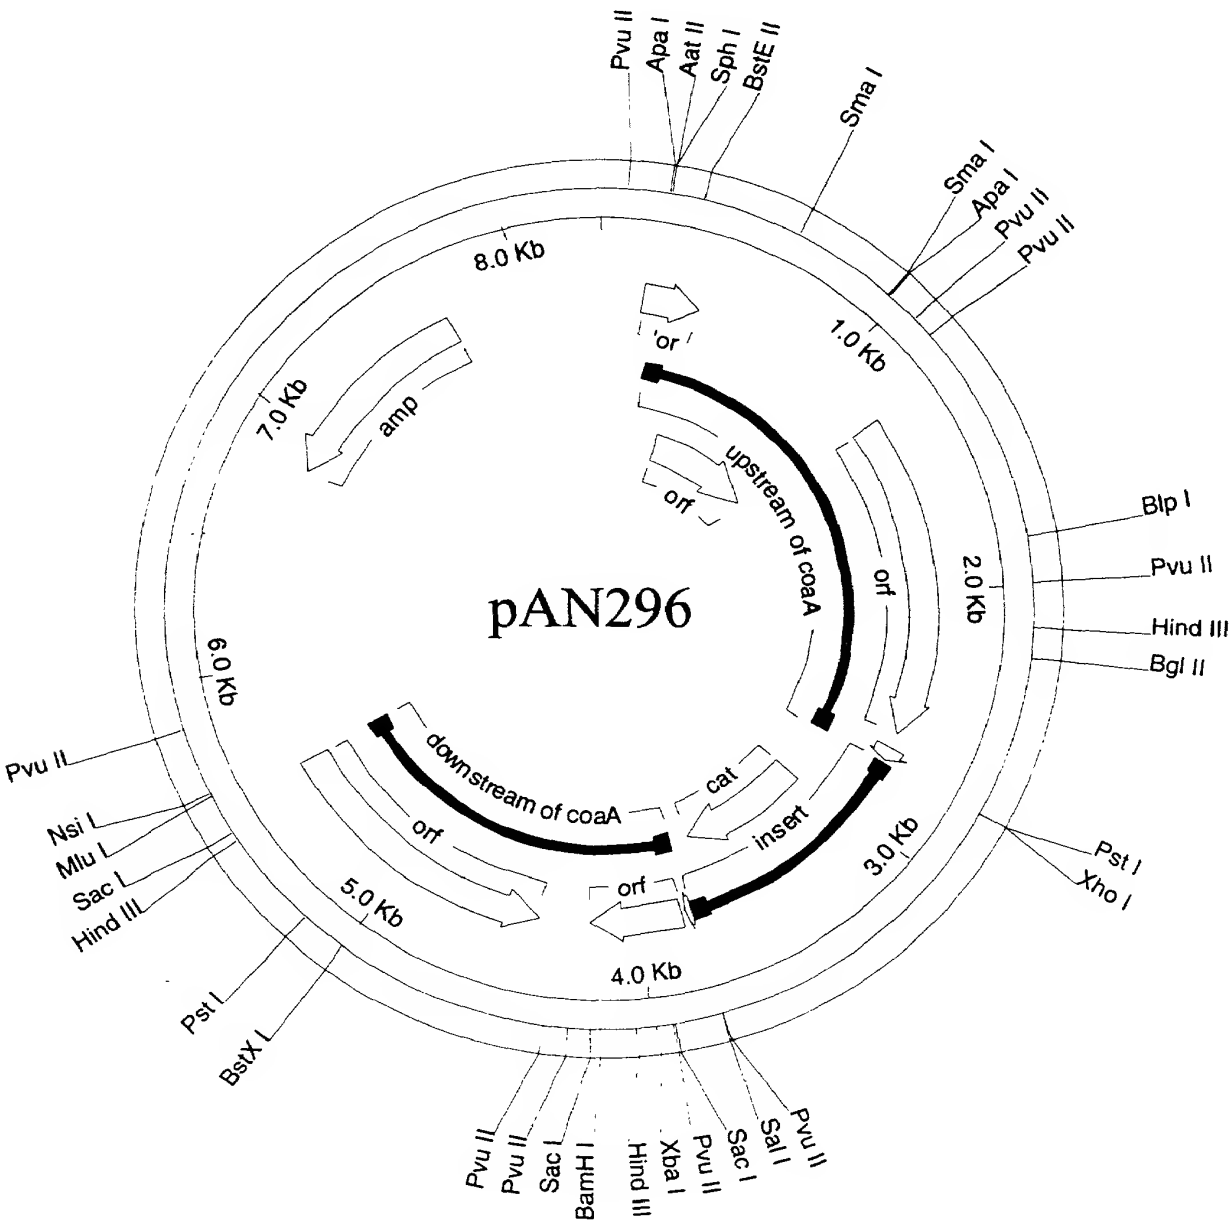 Pvu II
Apa I
Aat II
Sph I
BstE II
Sma I
Sma I
Apa I
Pvu II
Pvu II
Blp I
Pvu II
Hind III
Bgl II
Pst I
Xho I
Pvu II
Sal I
Sac I
Pvu II
Xba I
Hind III
BamH I
Sac I
Pvu II
Pvu II
BstX I
Pst I
Hind III
Sac I
Mlu I
Nsi I
Pvu II
8.0 Kb
1.0 Kb
2.0 Kb
3.0 Kb
4.0 Kb
5.0 Kb
6.0 Kb
7.0 Kb
amp
'or
orf
upstream of coaA
orf
pAN296
downstream of coaA
cat
insert
orf
orf